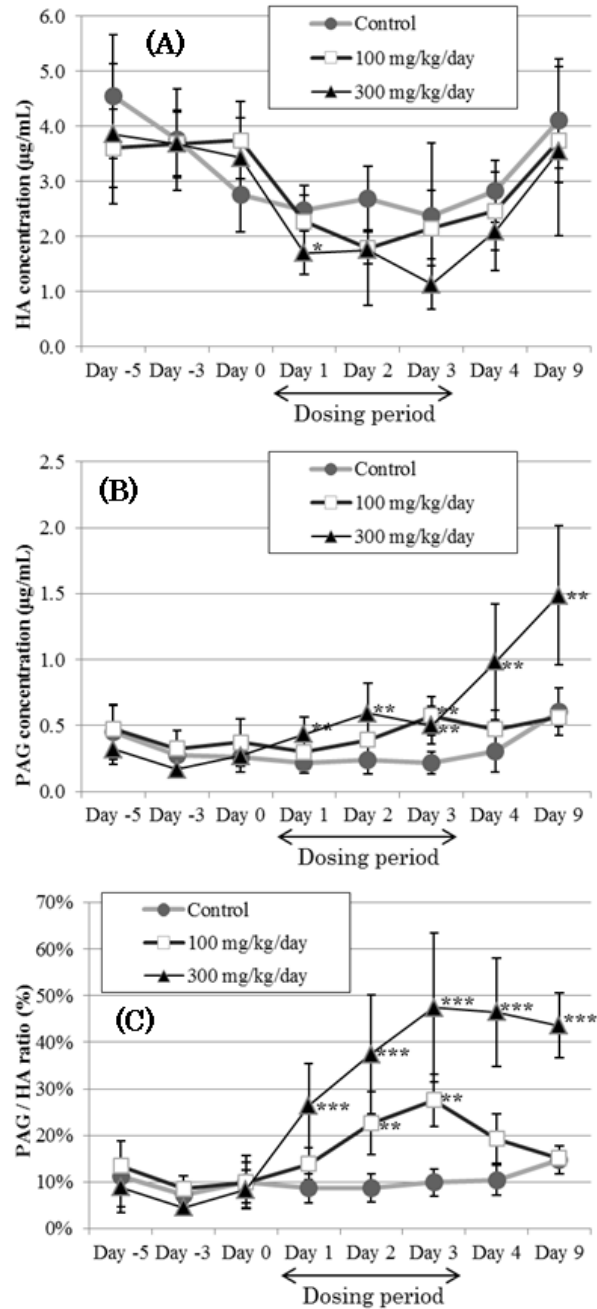 (A)
Control
100 mg/kg/day
300 mg/kg/day
HA concentration (µg/mL)
6.0
5.0
4.0
3.0
2.0
1.0
0.0
*
Day -5 Day -3 Day 0 Day 1 Day 2 Day 3 Day 4 Day 9
Dosing period
(B)
Control
100 mg/kg/day
300 mg/kg/day
PAG concentration (µg/mL)
2.5
2.0
1.5
1.0
0.5
0.0
** ** ** ** ** **
Day -5 Day -3 Day 0 Day 1 Day 2 Day 3 Day 4 Day 9
Dosing period
(C)
Control
100 mg/kg/day
300 mg/kg/day
PAG / HA ratio (%)
70%
60%
50%
40%
30%
20%
10%
0%
*** *** *** *** ***
** **
Day -5 Day -3 Day 0 Day 1 Day 2 Day 3 Day 4 Day 9
Dosing period